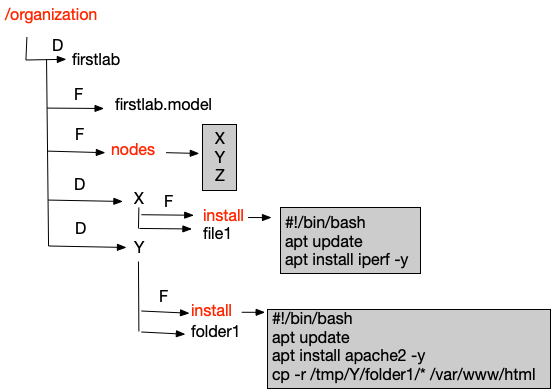 /organization
D
firstlab
F
firstlab.model
F
nodes
X
Y
Z
D
X
F
install
file1
#!/bin/bash
apt update
apt install iperf -y
D
Y
F
install
folder1
#!/bin/bash
apt update
apt install apache2 -y
cp -r /tmp/Y/folder1/* /var/www/html